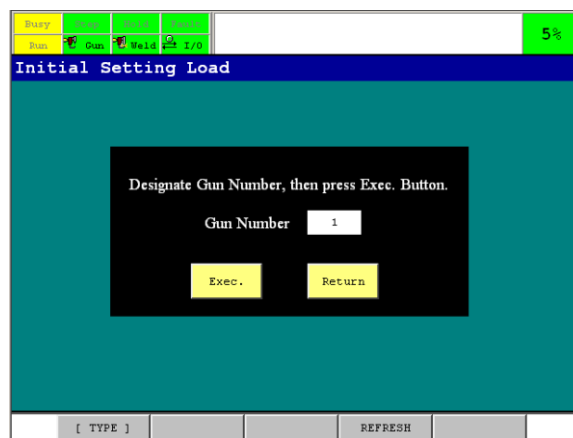 Busy Step Hold Fault
Run Gun Weld I/O
5%
Initial Setting Load
Designate Gun Number, then press Exec. Button.
Gun Number 1
Exec. Return
[ TYPE ] REFRESH